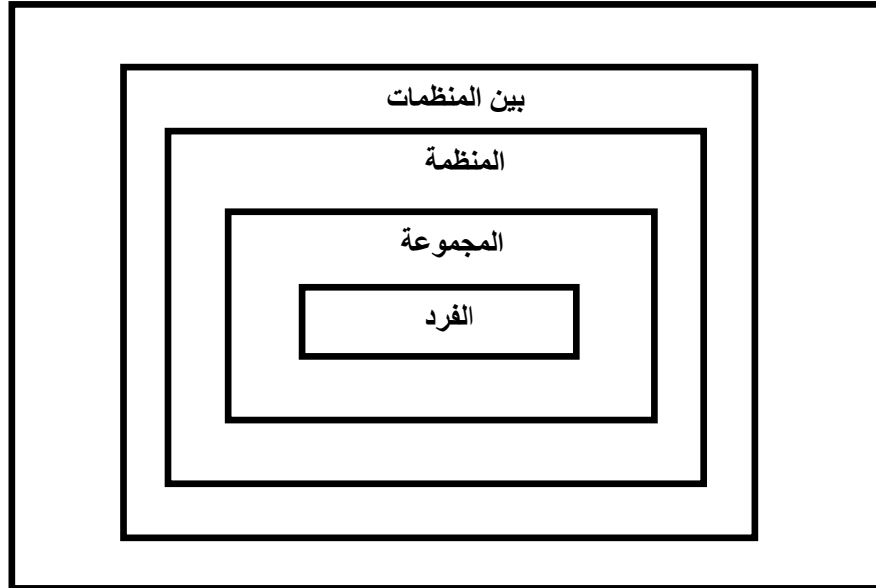 بين المنظمات
المنظمة
المجموعة
الفرد